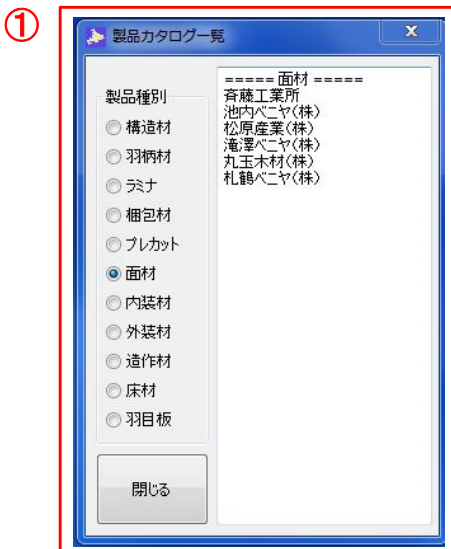 ①
製品カタログ一覧
製品種別
構造材
羽柄材
ラミナ
梱包材
プレカット
面材
内装材
外装材
造作材
床材
羽目板
閉じる
===== 面材 =====
斉藤工業所
池内ベニヤ(株)
松原産業(株)
滝澤ベニヤ(株)
丸玉木材(株)
札鶴ベニヤ(株)